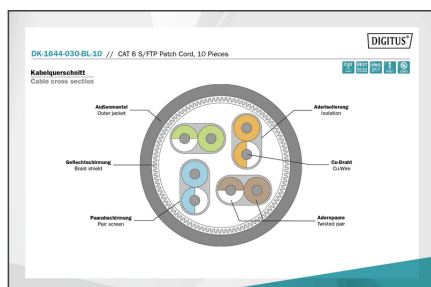 DIGITUS®
DK-1644-030-BL-10 // CAT 6 S/FTP Patch Cord, 10 Pieces
Kabelquerschnitt
Cable cross section
Außenmantel
Outer jacket
Aderisolierung
Isolation
Geflechtschirmung
Braid shield
Cu-Draht
Cu-Wire
Paarabschirmung
Pair screen
Adernpaare
Twisted pair